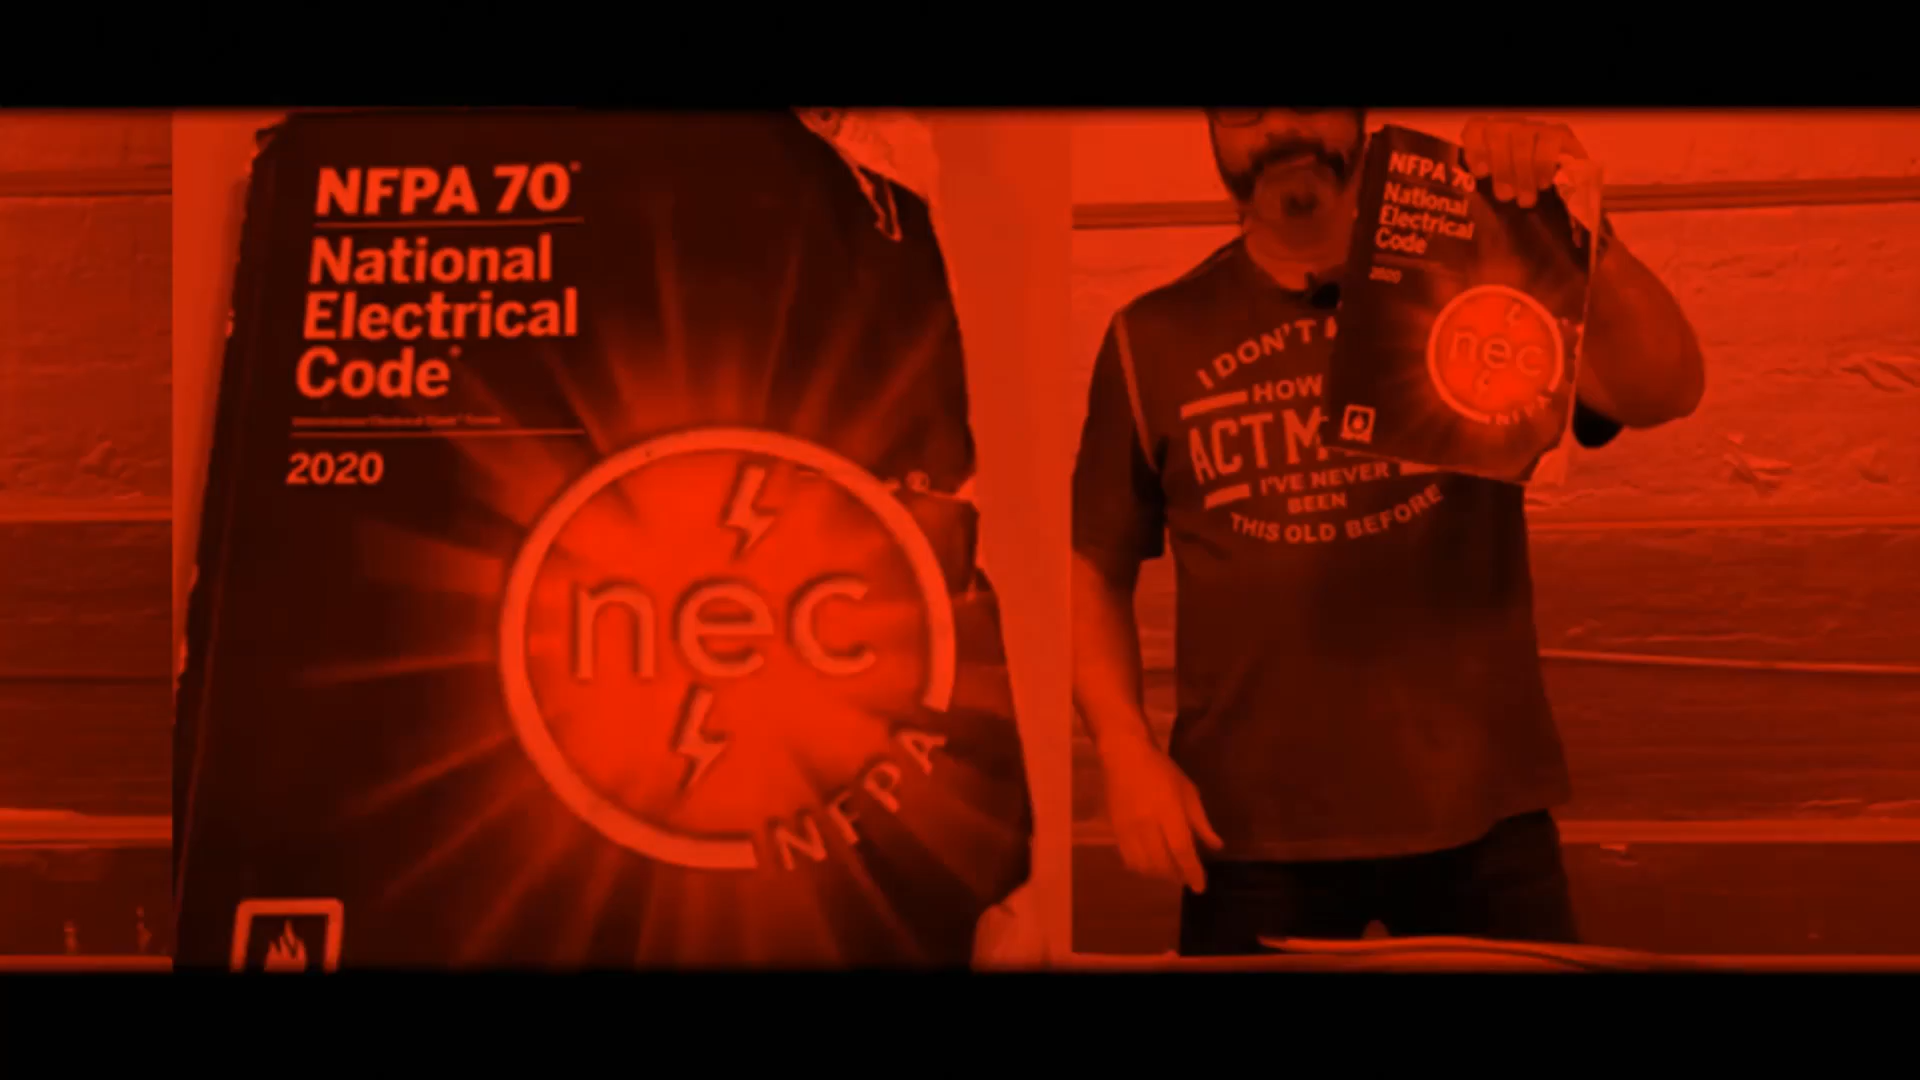 NFPA 70®
National
Electrical
Code®
2020
nec®
NFPA
NFPA 70
National
Electrical
Code
2020
nec
NFPA
I DON'T
HOW
ACT M
I'VE NEVER
BEEN
THIS OLD BEFORE